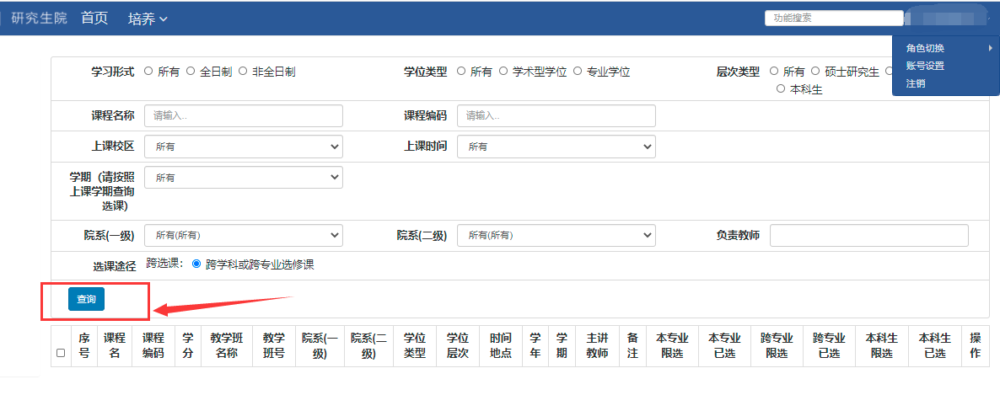 研究生院 首页 培养 功能搜索
角色切换
账号设置
注销
学习形式 所有 全日制 非全日制 学位类型 所有 学术型学位 专业学位 层次类型 所有 硕士研究生
本科生
课程名称 请输入.. 课程编码 请输入..
上课校区 所有 上课时间 所有
学期（请按照 所有
上课学期查询
选课）
院系(一级) 所有(所有) 院系(二级) 所有(所有) 负责教师
选课途径 跨选课： 跨学科或跨专业选修课
查询
序 课程 课程 学 教学班 教学 院系(一 院系(二 学位 学位 时间 学 学 主讲 备 本专业 本专业 跨专业 跨专业 本科生 本科生 操
号 名 编码 分 名称 班号 级) 级) 类型 层次 地点 年 期 教师 注 限选 已选 限选 已选 限选 已选 作